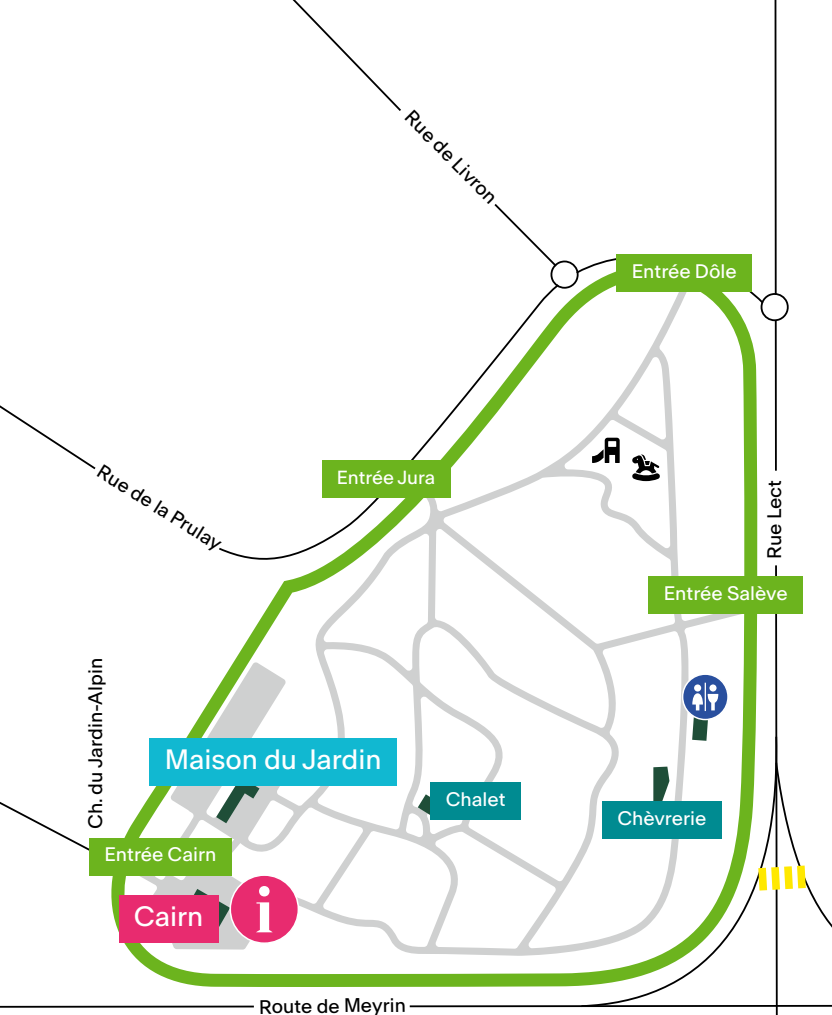 Rue de Livron
Entrée Dôle
Entrée Jura
Rue de la Prulay
Rue Lect
Entrée Salève
Ch. du Jardin-Alpin
Maison du Jardin
Chalet
Chèvrerie
Entrée Cairn
Cairn
i
Route de Meyrin